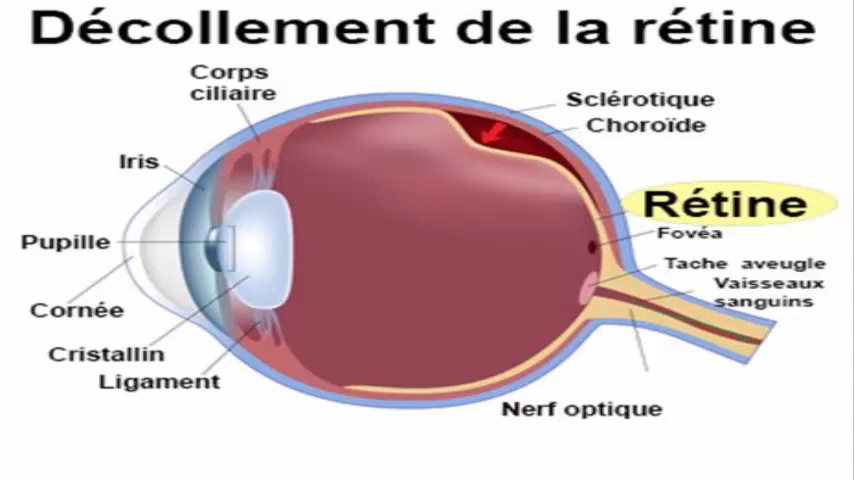 Décollement de la rétine
Corps
ciliaire
Sclérotique
Choroïde
Iris
Rétine
Fovéa
Pupille
Tache aveugle
Vaisseaux
sanguins
Cornée
Cristallin
Ligament
Nerf optique